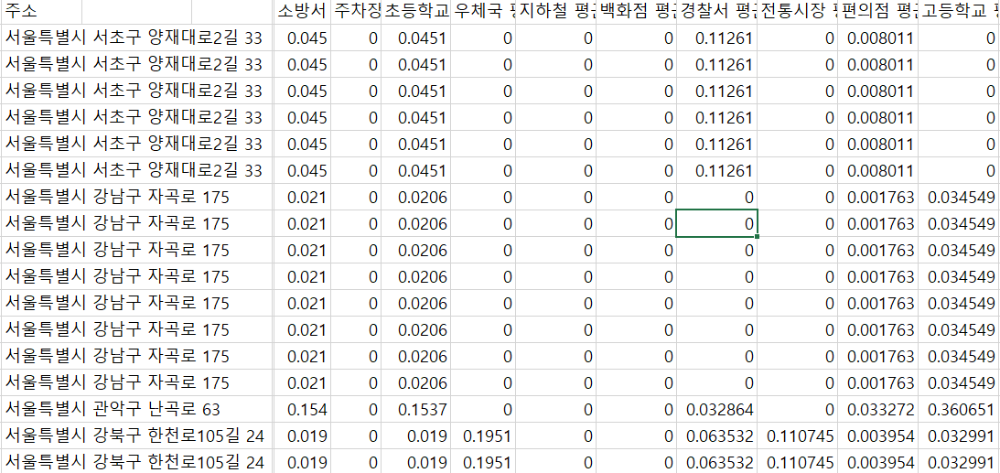 주소 소방서 주차장 초등학교 우체국 평 지하철 평균 백화점 평 경찰서 평균 전통시장 편의점 평균 고등학교
서울특별시 서초구 양재대로2길 33 0.045 0 0.0451 0 0 0 0.11261 0 0.008011 0
서울특별시 서초구 양재대로2길 33 0.045 0 0.0451 0 0 0 0.11261 0 0.008011 0
서울특별시 서초구 양재대로2길 33 0.045 0 0.0451 0 0 0 0.11261 0 0.008011 0
서울특별시 서초구 양재대로2길 33 0.045 0 0.0451 0 0 0 0.11261 0 0.008011 0
서울특별시 서초구 양재대로2길 33 0.045 0 0.0451 0 0 0 0.11261 0 0.008011 0
서울특별시 서초구 양재대로2길 33 0.045 0 0.0451 0 0 0 0.11261 0 0.008011 0
서울특별시 강남구 자곡로 175 0.021 0 0.0206 0 0 0 0 0 0.001763 0.034549
서울특별시 강남구 자곡로 175 0.021 0 0.0206 0 0 0 0 0 0.001763 0.034549
서울특별시 강남구 자곡로 175 0.021 0 0.0206 0 0 0 0 0 0.001763 0.034549
서울특별시 강남구 자곡로 175 0.021 0 0.0206 0 0 0 0 0 0.001763 0.034549
서울특별시 강남구 자곡로 175 0.021 0 0.0206 0 0 0 0 0 0.001763 0.034549
서울특별시 강남구 자곡로 175 0.021 0 0.0206 0 0 0 0 0 0.001763 0.034549
서울특별시 강남구 자곡로 175 0.021 0 0.0206 0 0 0 0 0 0.001763 0.034549
서울특별시 강남구 자곡로 175 0.021 0 0.0206 0 0 0 0 0 0.001763 0.034549
서울특별시 관악구 난곡로 63 0.154 0 0.1537 0 0 0 0.032864 0 0.033272 0.360651
서울특별시 강북구 한천로105길 24 0.019 0 0.019 0.1951 0 0 0.063532 0.110745 0.003954 0.032991
서울특별시 강북구 한천로105길 24 0.019 0 0.019 0.1951 0 0 0.063532 0.110745 0.003954 0.032991